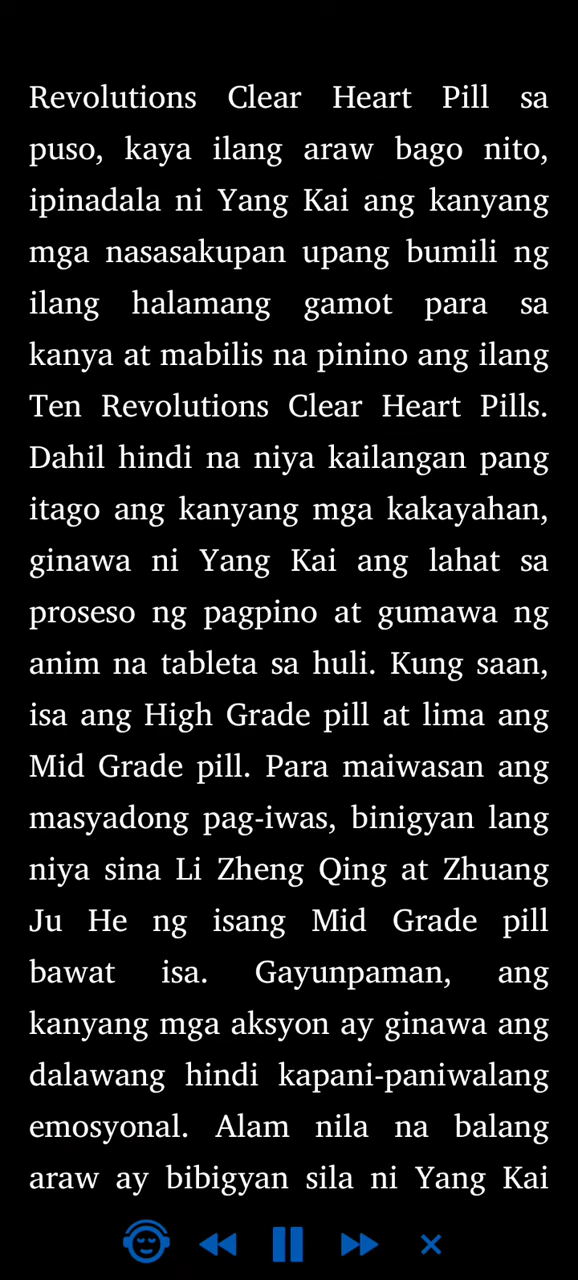 Revolutions Clear Heart Pill sa
puso, kaya ilang araw bago nito,
ipinadala ni Yang Kai ang kanyang
mga nasasakupan upang bumili ng
ilang halamang gamot para sa
kanya at mabilis na pinino ang ilang
Ten Revolutions Clear Heart Pills.
Dahil hindi na niya kailangan pang
itago ang kanyang mga kakayahan,
ginawa ni Yang Kai ang lahat sa
proseso ng pagpino at gumawa ng
anim na tableta sa huli. Kung saan,
isa ang High Grade pill at lima ang
Mid Grade pill. Para maiwasan ang
masyadong pag-iwas, binigyan lang
niya sina Li Zheng Qing at Zhuang
Ju He ng isang Mid Grade pill
bawat isa. Gayunpaman, ang
kanyang mga aksyon ay ginawa ang
dalawang hindi kapani-paniwalang
emosyonal. Alam nila na balang
araw ay bibigyan sila ni Yang Kai